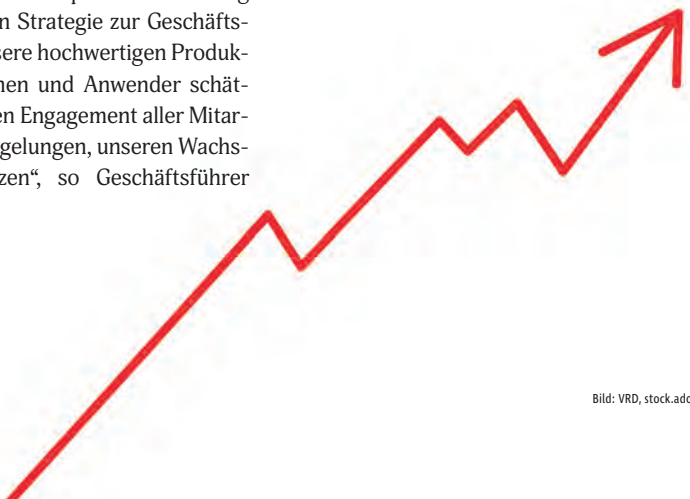 n Strategie zur Geschäfts-
sere hochwertigen Produk-
nen und Anwender schät-
en Engagement aller Mitar-
gelungen, unseren Wachs-
zen“, so Geschäftsführer
Bild: VRD, stock.ado